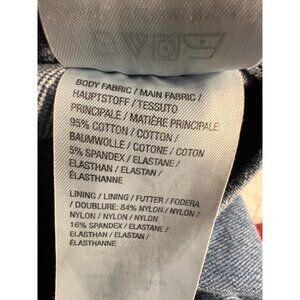 BODY FABRIC / MAIN FABRIC /
HAUPTSTOFF / TESSUTO
PRINCIPALE / MATIÈRE PRINCIPALE
95% COTTON / COTTON /
BAUMWOLLE / COTONE / COTON
5% SPANDEX / ELASTANE /
ELASTHAN / ELASTAN /
ÉLASTHANNE
LINING / LINING / FUTTER / FODERA
/ DOUBLURE: 84% NYLON / NYLON /
NYLON / NYLON / NYLON
16% SPANDEX / ELASTANE /
ELASTHAN / ELASTAN /
ÉLASTHANNE